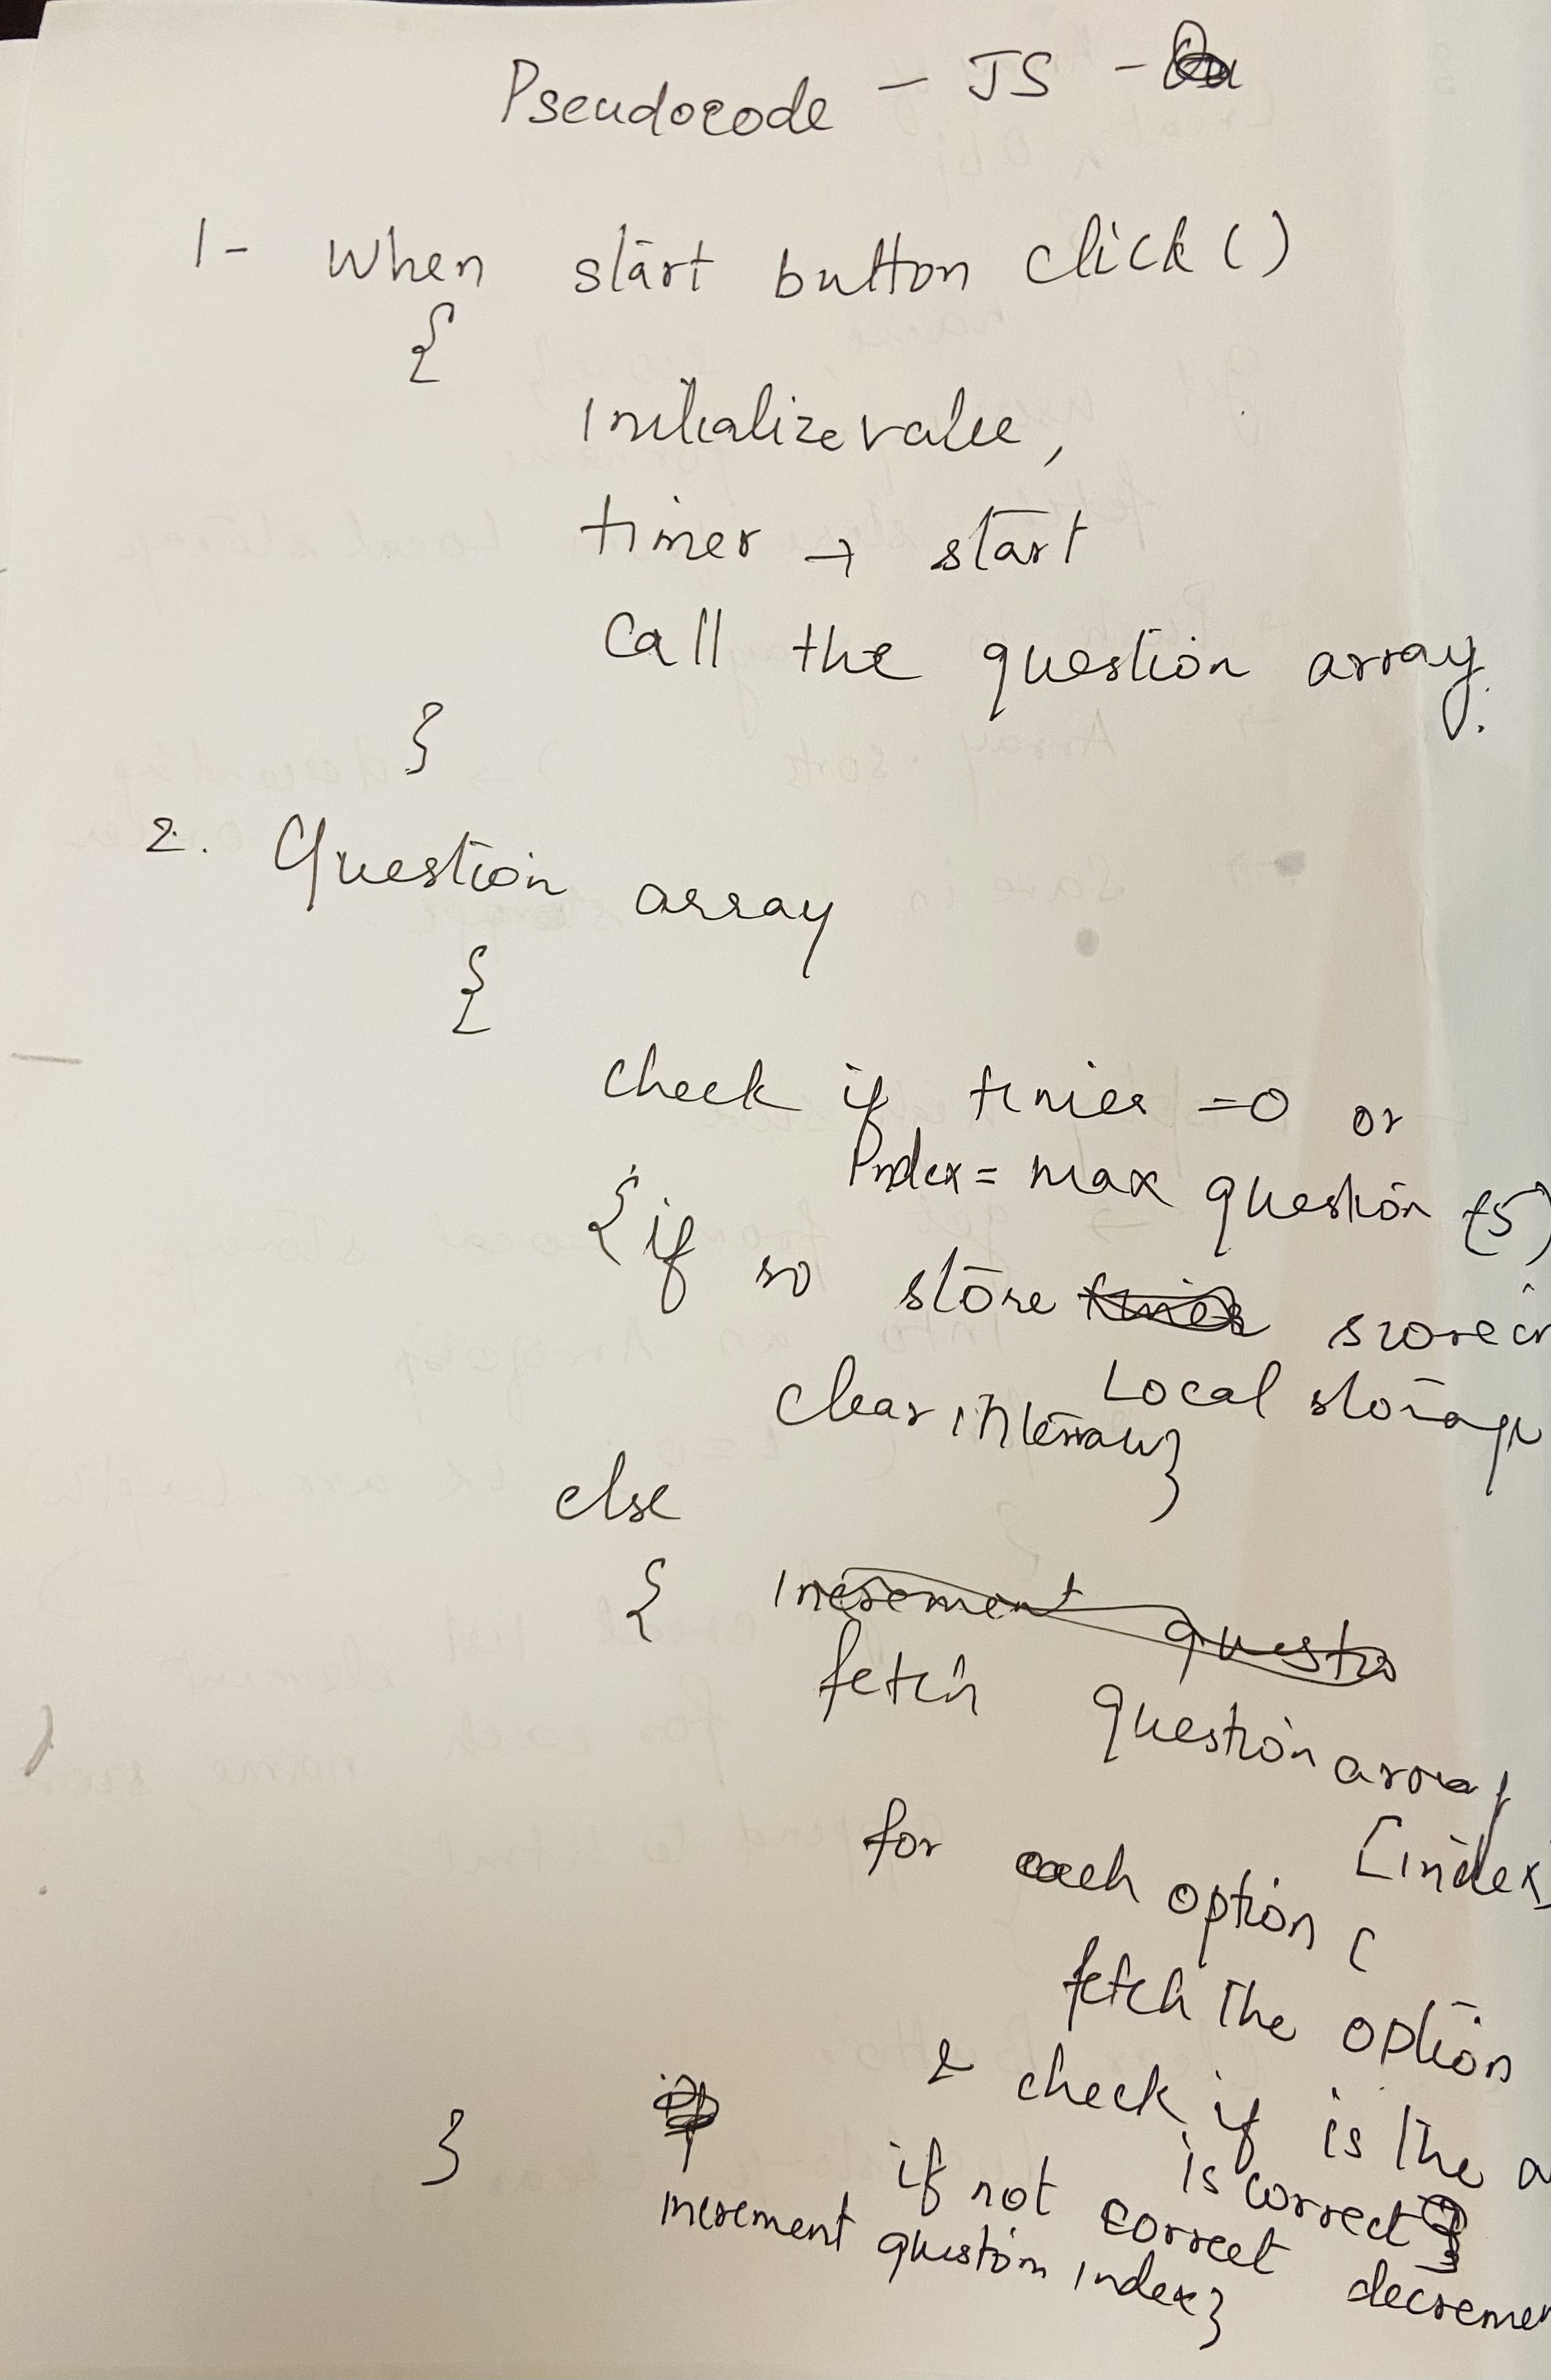 Pseudocode - JS -
1- When start button click ()
{
Initialize value,
timer → start
Call the question array.
}
2. Question array
{
check if timer =0 or
Index = max question (5)
{if so store score in
Local storage
clear interval}
else
{ Increment questio
fetch question array
[index]
for each option (
fetch the option
& check if is the a
is correct
if not correct decremen
increment question index}
}